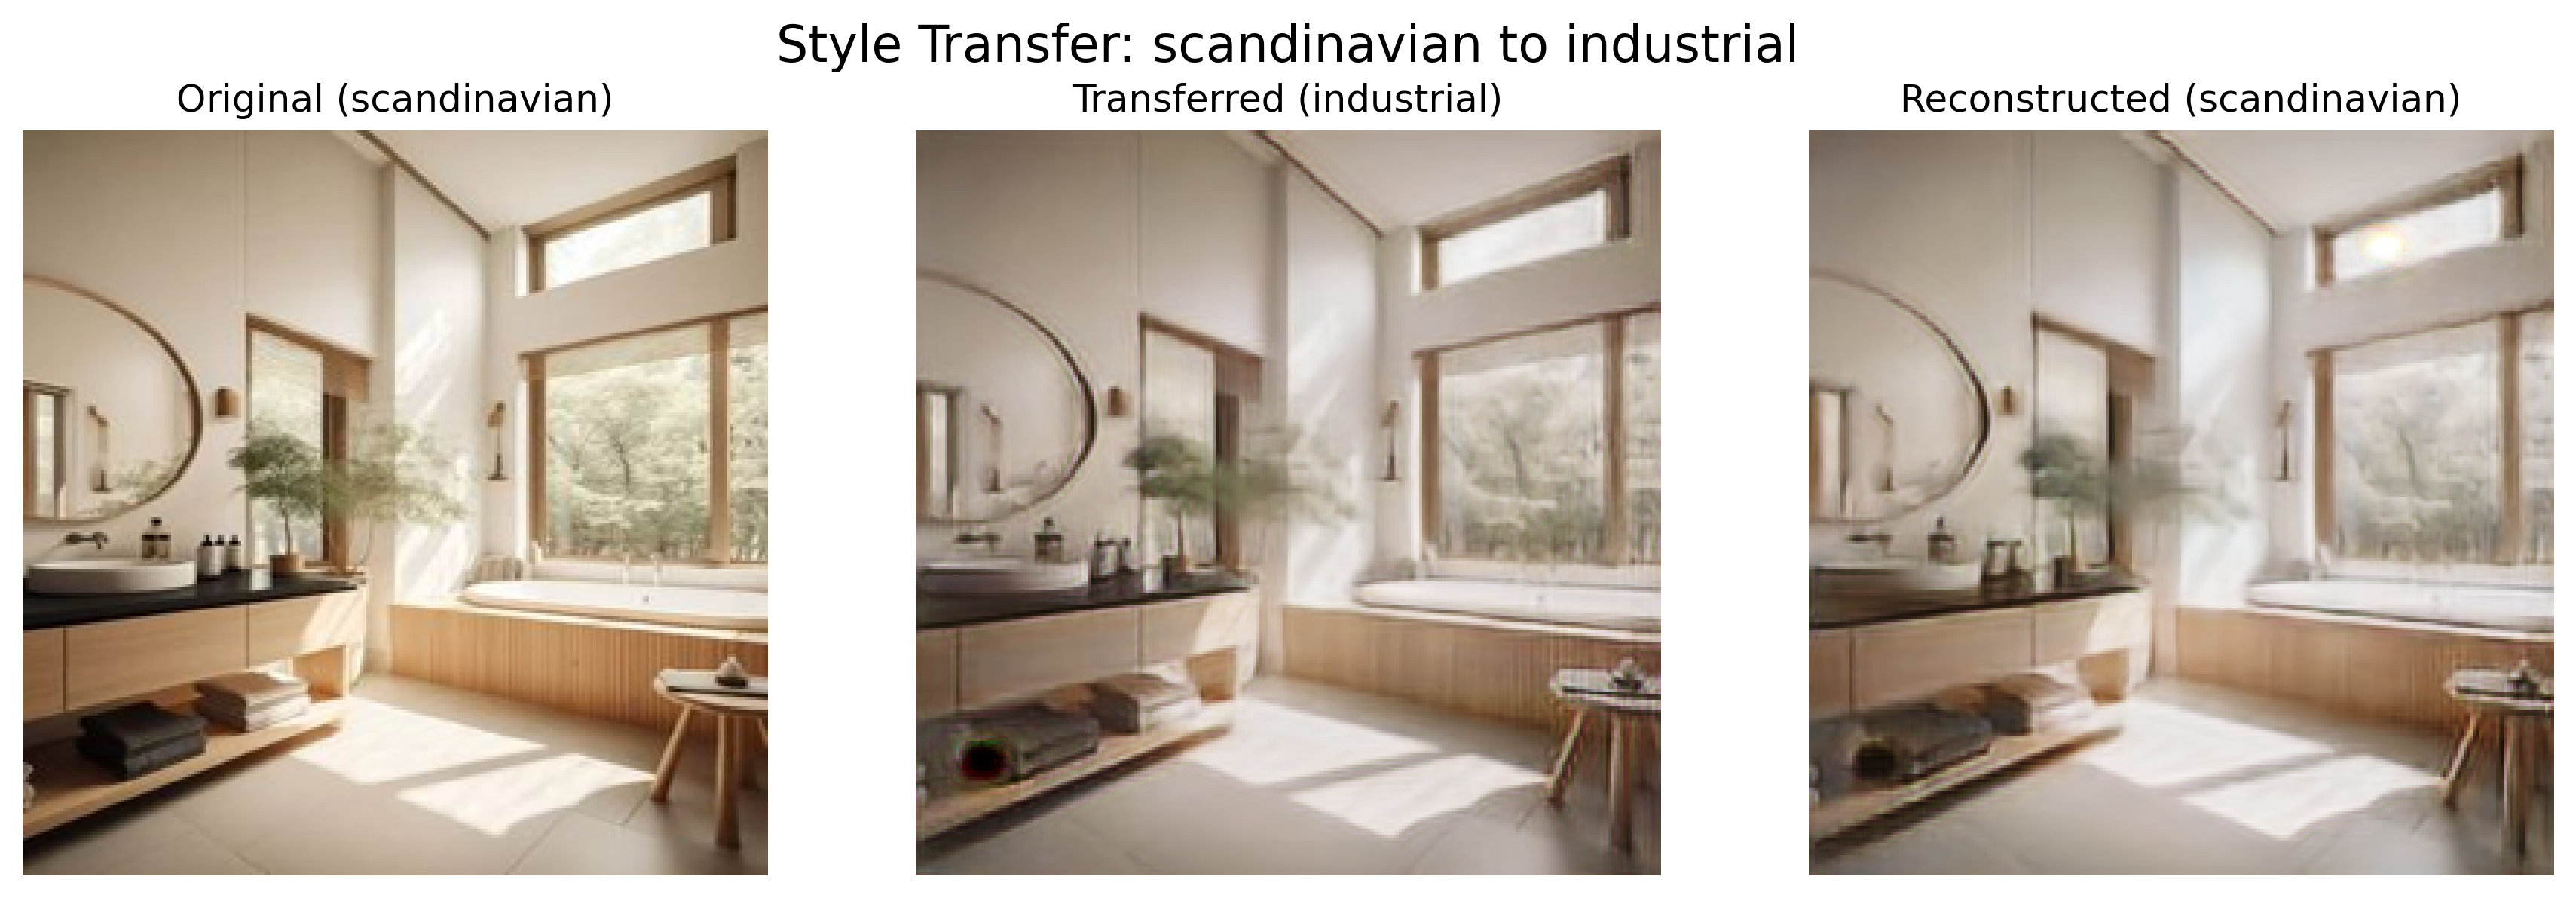 Style Transfer: scandinavian to industrial
Original (scandinavian)
Transferred (industrial)
Reconstructed (scandinavian)